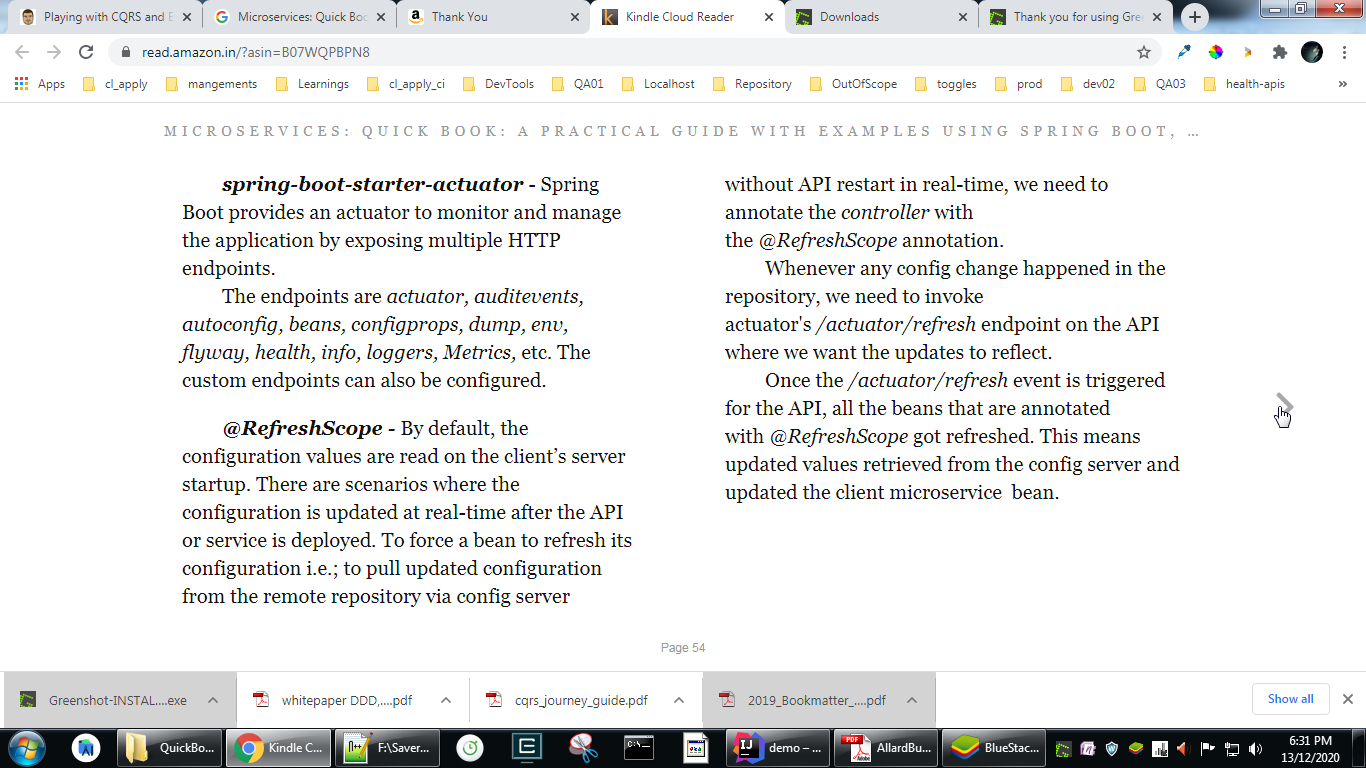 Playing with CQRS and E
Microservices: Quick Boo
Thank You
Kindle Cloud Reader
Downloads
Thank you for using Gre
read.amazon.in/?asin=B07WQPBPN8
Apps
cl_apply
mangements
Learnings
cl_apply_ci
DevTools
QA01
Localhost
Repository
OutOfScope
toggles
prod
dev02
QA03
health-apis
MICROSERVICES: QUICK BOOK: A PRACTICAL GUIDE WITH EXAMPLES USING SPRING BOOT, …
spring-boot-starter-actuator - Spring
Boot provides an actuator to monitor and manage
the application by exposing multiple HTTP
endpoints.
The endpoints are actuator, auditevents,
autoconfig, beans, configprops, dump, env,
flyway, health, info, loggers, Metrics, etc. The
custom endpoints can also be configured.
@RefreshScope - By default, the
configuration values are read on the client’s server
startup. There are scenarios where the
configuration is updated at real-time after the API
or service is deployed. To force a bean to refresh its
configuration i.e.; to pull updated configuration
from the remote repository via config server
without API restart in real-time, we need to
annotate the controller with
the @RefreshScope annotation.
Whenever any config change happened in the
repository, we need to invoke
actuator's /actuator/refresh endpoint on the API
where we want the updates to reflect.
Once the /actuator/refresh event is triggered
for the API, all the beans that are annotated
with @RefreshScope got refreshed. This means
updated values retrieved from the config server and
updated the client microservice  bean.
Page 54
Greenshot-INSTAL....exe
whitepaper DDD,....pdf
cqrs_journey_guide.pdf
2019_Bookmatter_....pdf
Show all
QuickBo...
Kindle C...
F:\Saver...
demo – ...
AllardBu...
BlueStac...
6:31 PM
13/12/2020